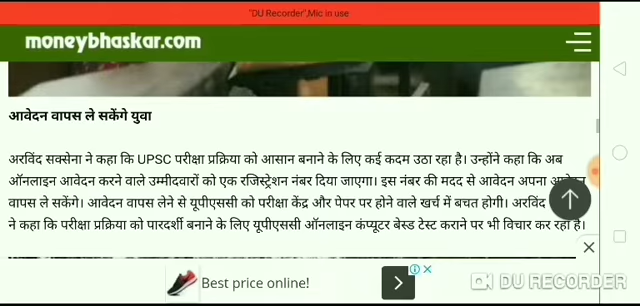 "DU Recorder",Mic in use
moneybhaskar.com
आवेदन वापस ले सकेंगे युवा
अरविंद सक्सेना ने कहा कि UPSC परीक्षा प्रक्रिया को आसान बनाने के लिए कई कदम उठा रहा है। उन्होंने कहा कि अब
ऑनलाइन आवेदन करने वाले उम्मीदवारों को एक रजिस्ट्रेशन नंबर दिया जाएगा। इस नंबर की मदद से आवेदन अपना
वापस ले सकेंगे। आवेदन वापस लेने से यूपीएससी को परीक्षा केंद्र और पेपर पर होने वाले खर्च में बचत होगी। अरविंद
ने कहा कि परीक्षा प्रक्रिया को पारदर्शी बनाने के लिए यूपीएससी ऑनलाइन कंप्यूटर बेस्ड टेस्ट कराने पर भी विचार कर रहा है।
Best price online!
DU RECORDER